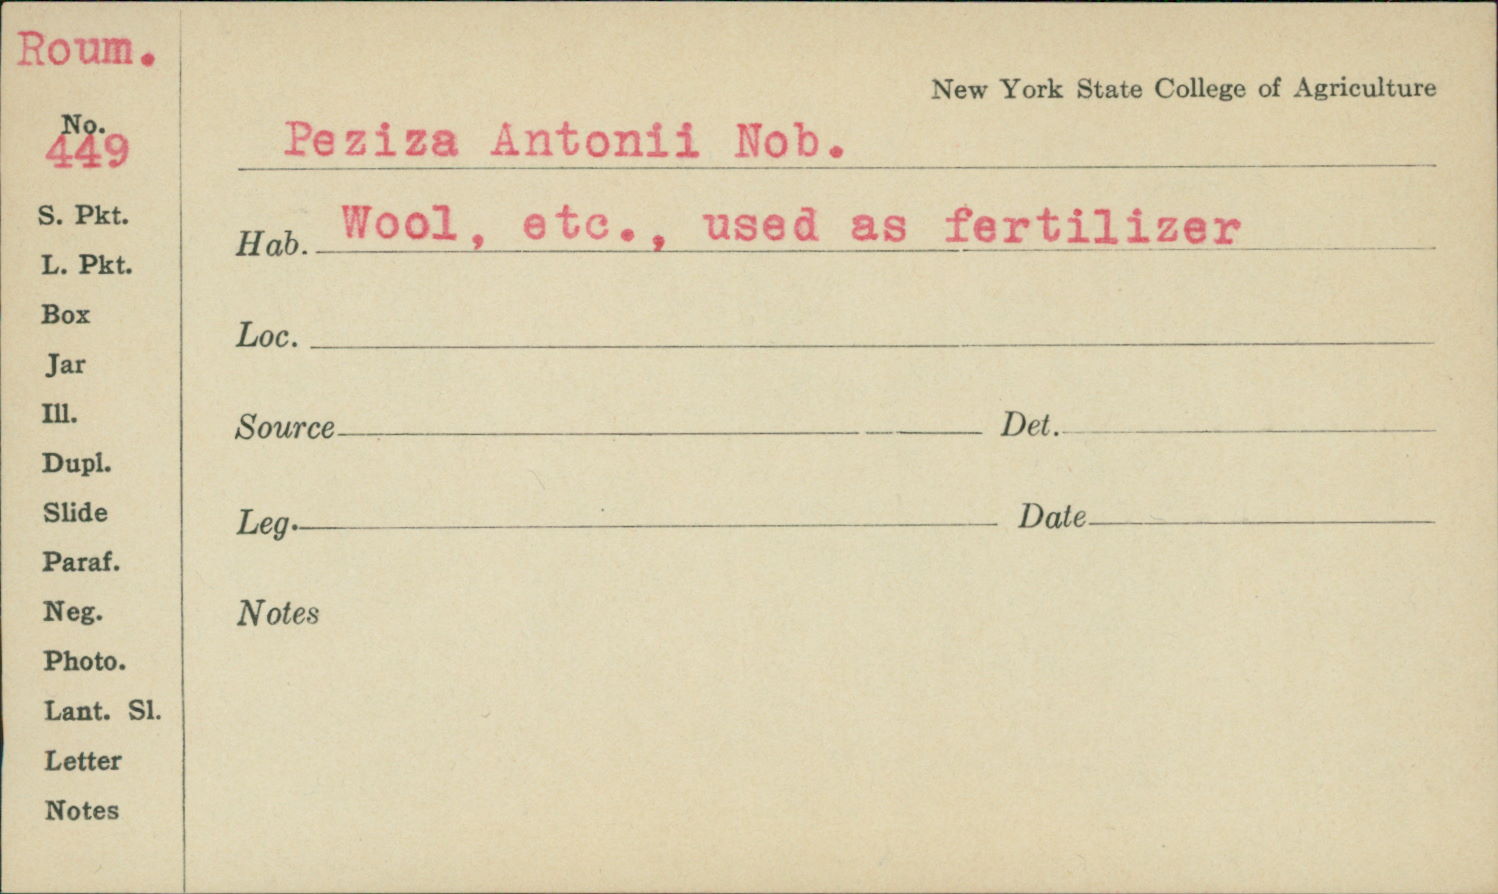 Roum.
No.
449
S. Pkt.
L. Pkt.
Box
Jar
Ill.
Dupl.
Slide
Paraf.
Neg.
Photo.
Lant. Sl.
Letter
Notes
New York State College of Agriculture
Peziza Antonii Nob.
Hab. Wool, etc., used as fertilizer
Loc.
Source Det.
Leg. Date
Notes